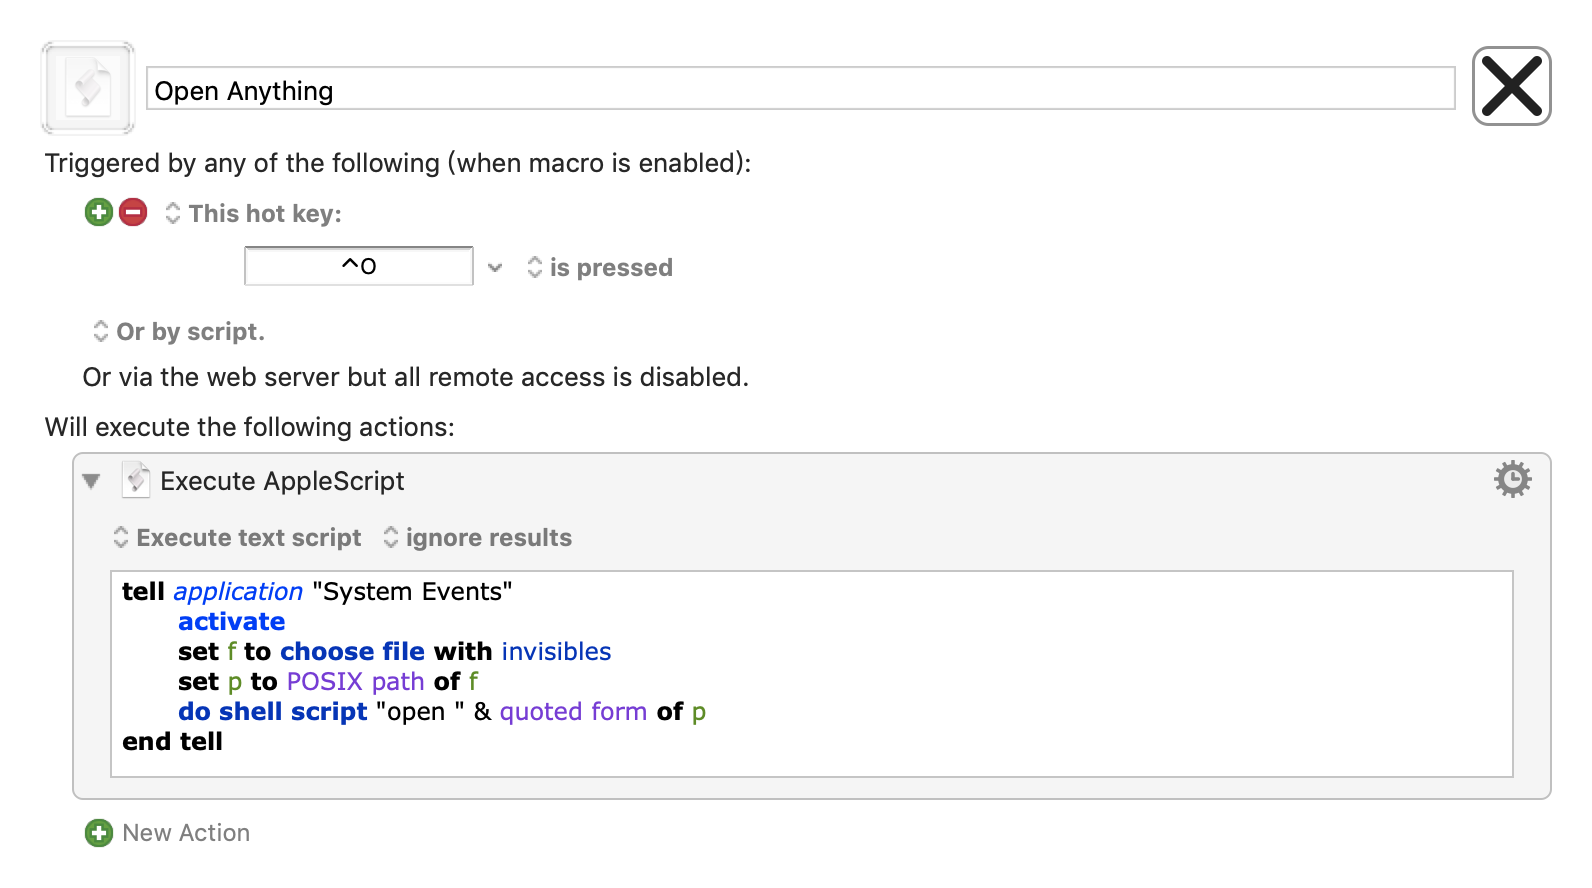 Open Anything
Triggered by any of the following (when macro is enabled):
This hot key:
^O is pressed
Or by script.
Or via the web server but all remote access is disabled.
Will execute the following actions:
Execute AppleScript
Execute text script ignore results
tell application "System Events"
activate
set f to choose file with invisibles
set p to POSIX path of f
do shell script "open " & quoted form of p
end tell
New Action